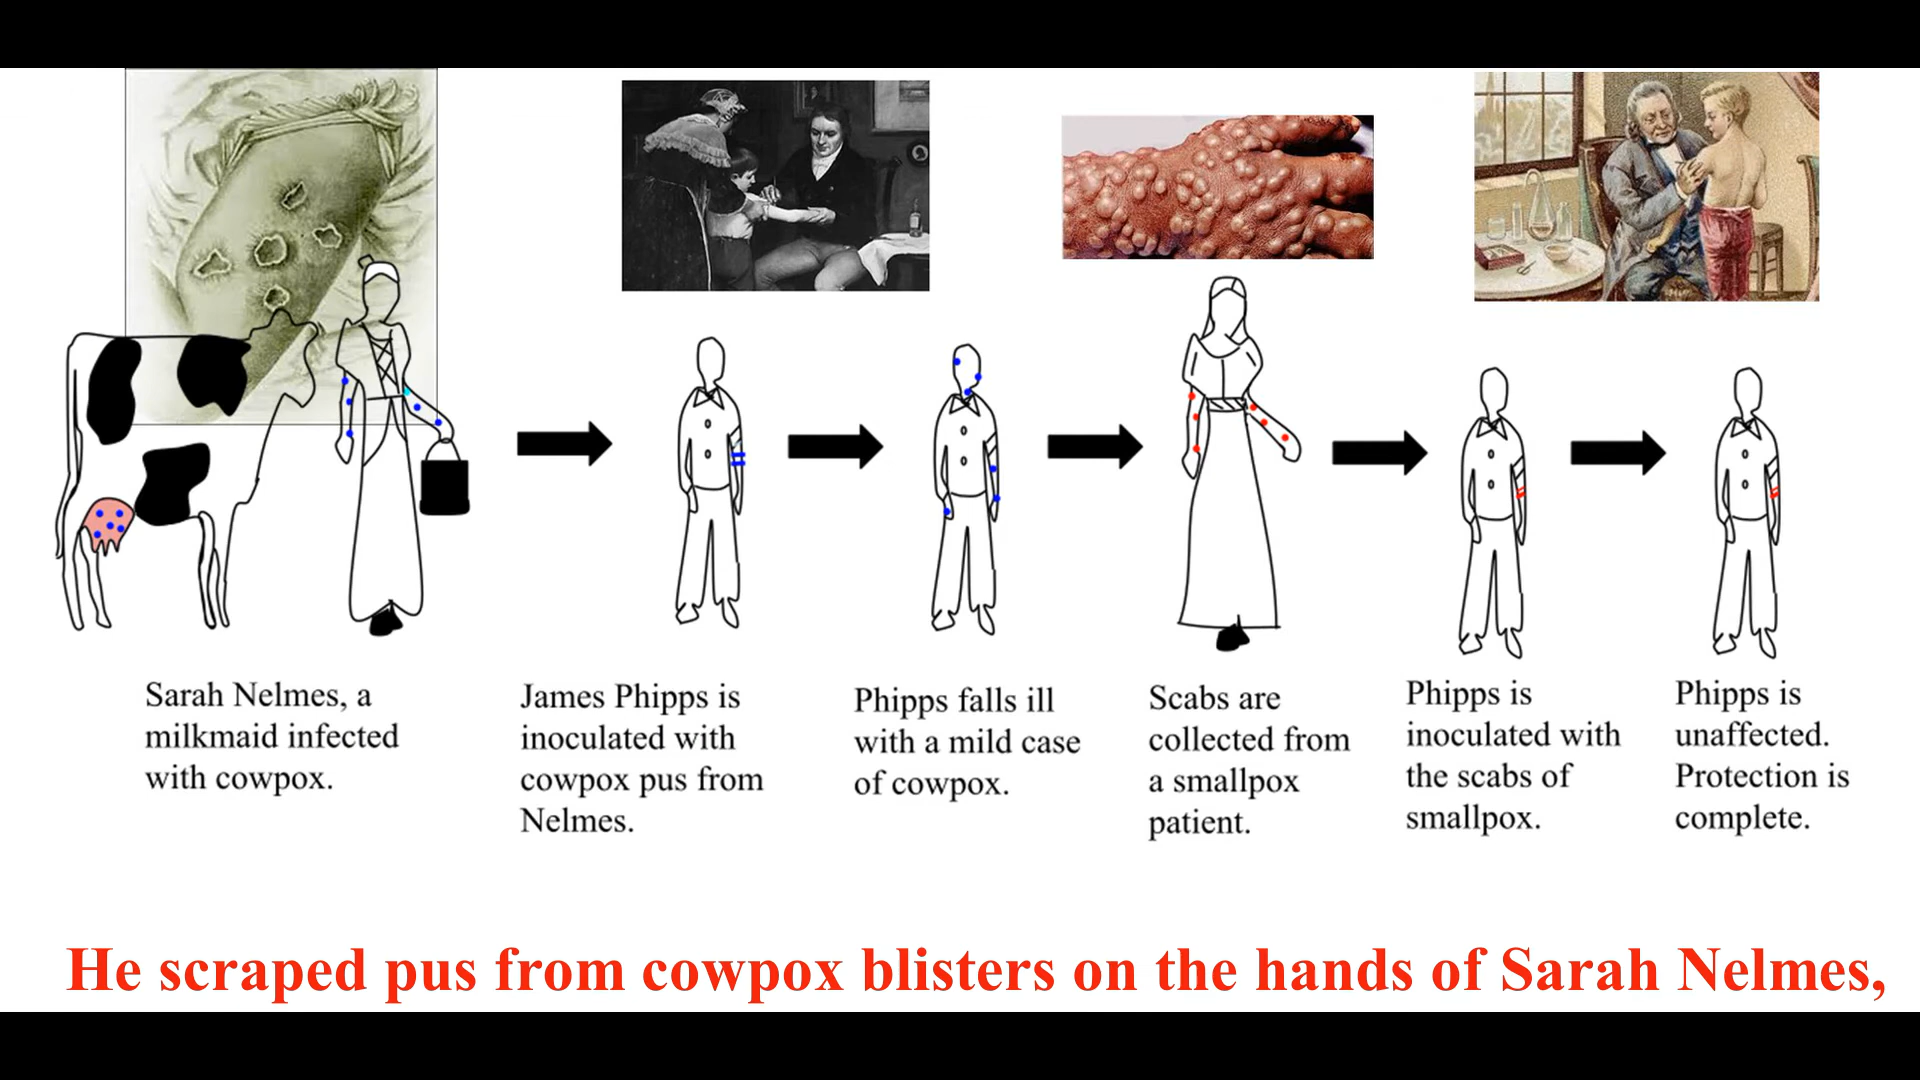 Sarah Nelmes, a
milkmaid infected
with cowpox.
James Phipps is
inoculated with
cowpox pus from
Nelmes.
Phipps falls ill
with a mild case
of cowpox.
Scabs are
collected from
a smallpox
patient.
Phipps is
inoculated with
the scabs of
smallpox.
Phipps is
unaffected.
Protection is
complete.
He scraped pus from cowpox blisters on the hands of Sarah Nelmes,